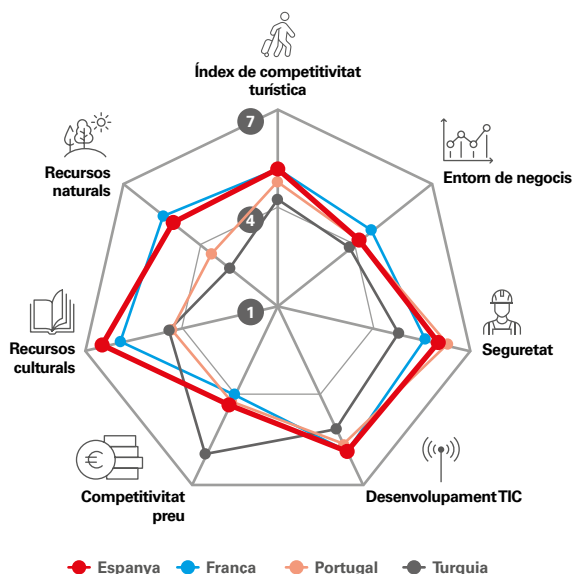 Índex de competitivitat
turística
7
Recursos
naturals
Entorn de negocis
4
1
Recursos
culturals
Seguretat
€
Competitivitat
preu
Desenvolupament TIC
Espanya
França
Portugal
Turquia